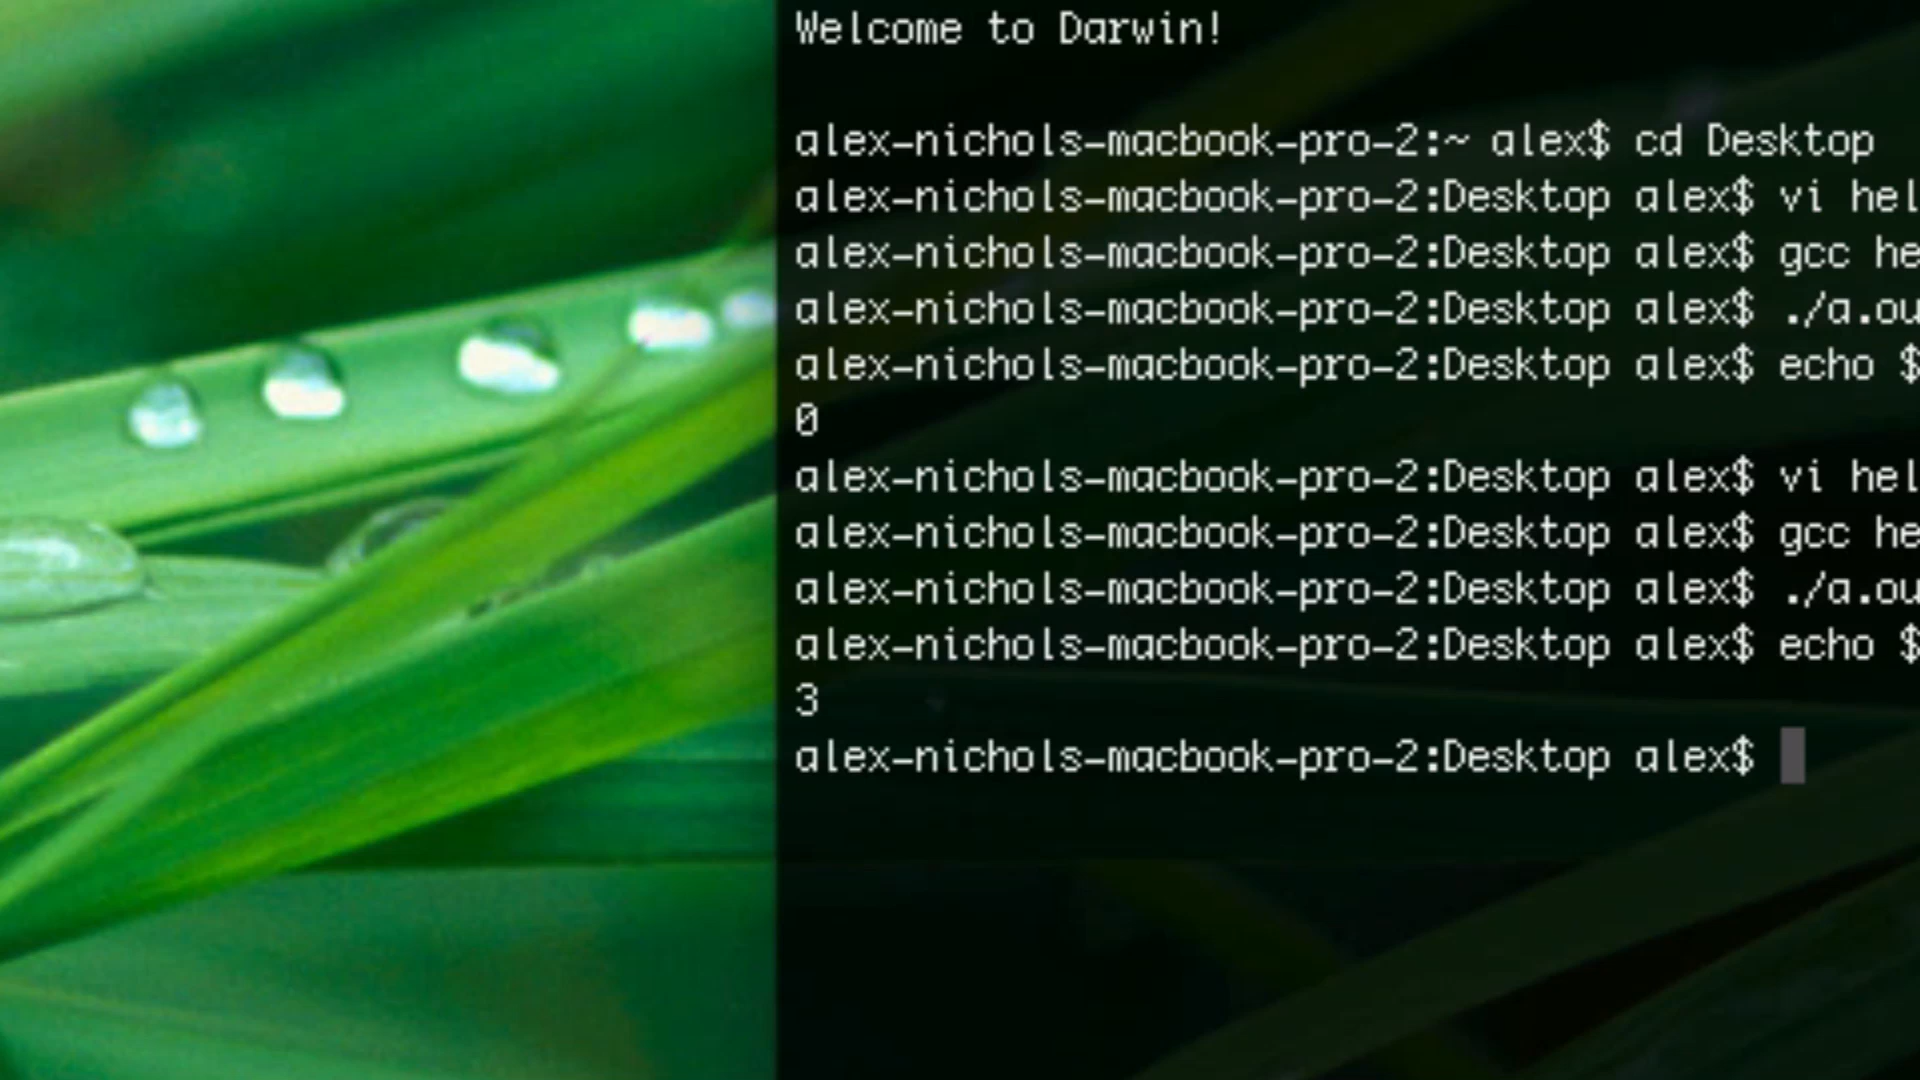 Welcome to Darwin!
alex-nichols-macbook-pro-2:~ alex$ cd Desktop
alex-nichols-macbook-pro-2:Desktop alex$ vi hel
alex-nichols-macbook-pro-2:Desktop alex$ gcc he
alex-nichols-macbook-pro-2:Desktop alex$ ./a.ou
alex-nichols-macbook-pro-2:Desktop alex$ echo $
0
alex-nichols-macbook-pro-2:Desktop alex$ vi hel
alex-nichols-macbook-pro-2:Desktop alex$ gcc he
alex-nichols-macbook-pro-2:Desktop alex$ ./a.ou
alex-nichols-macbook-pro-2:Desktop alex$ echo $
3
alex-nichols-macbook-pro-2:Desktop alex$